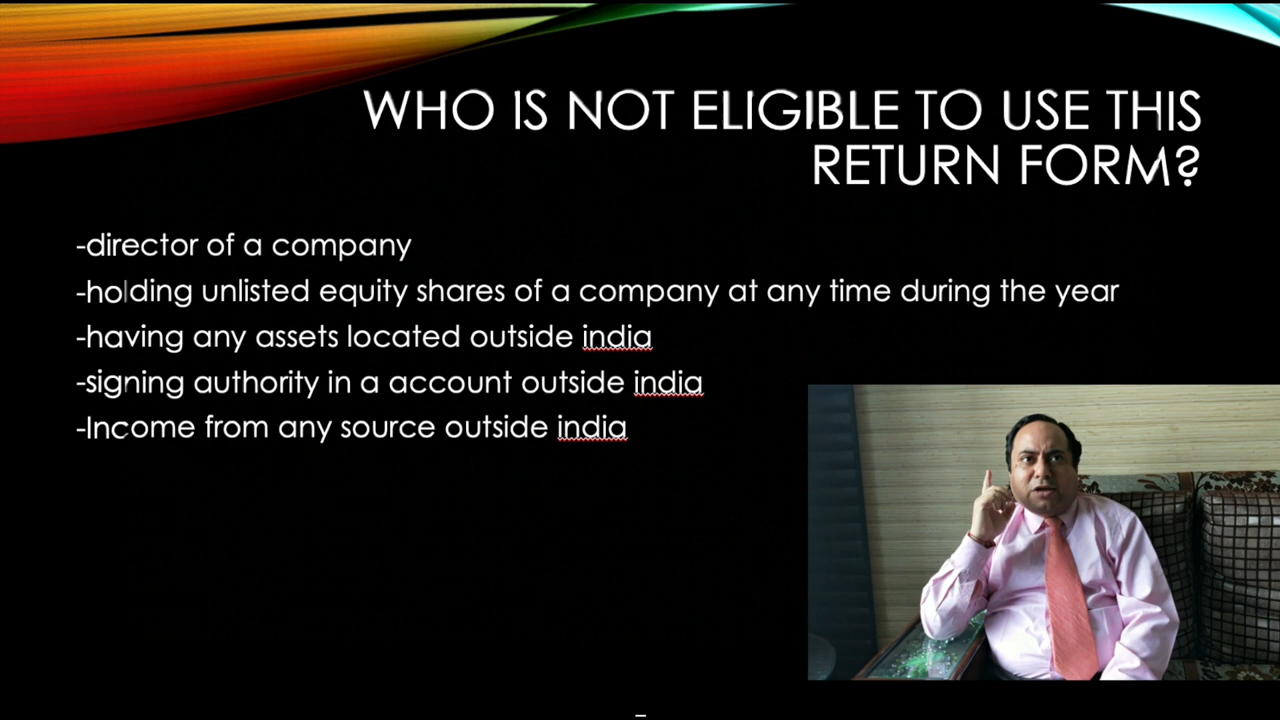 WHO IS NOT ELIGIBLE TO USE THIS
RETURN FORM?
-director of a company
-holding unlisted equity shares of a company at any time during the year
-having any assets located outside india
-signing authority in a account outside india
-Income from any source outside india